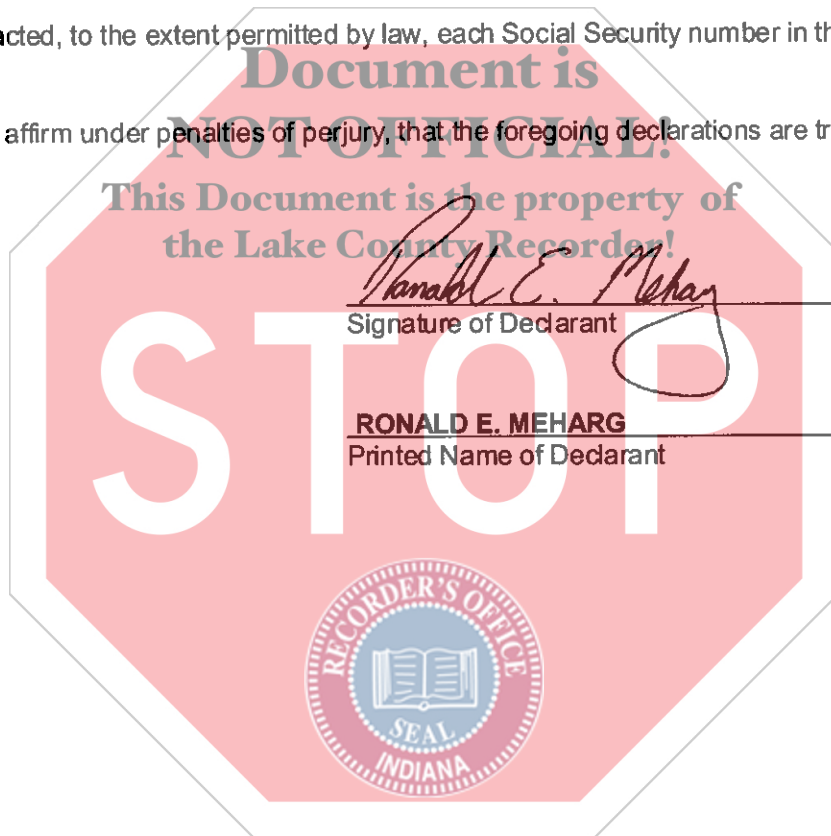 acted, to the extent permitted by law, each Social Security number in th
Document is
affirm under penalties of perjury, that the foregoing declarations are tr
NOT OFFICIAL!
This Document is the property of
the Lake County Recorder!
Ronald E. Meharg
Signature of Declarant
STOP
RONALD E. MEHARG
Printed Name of Declarant
RECORDER'S OFFICE
SEAL
INDIANA